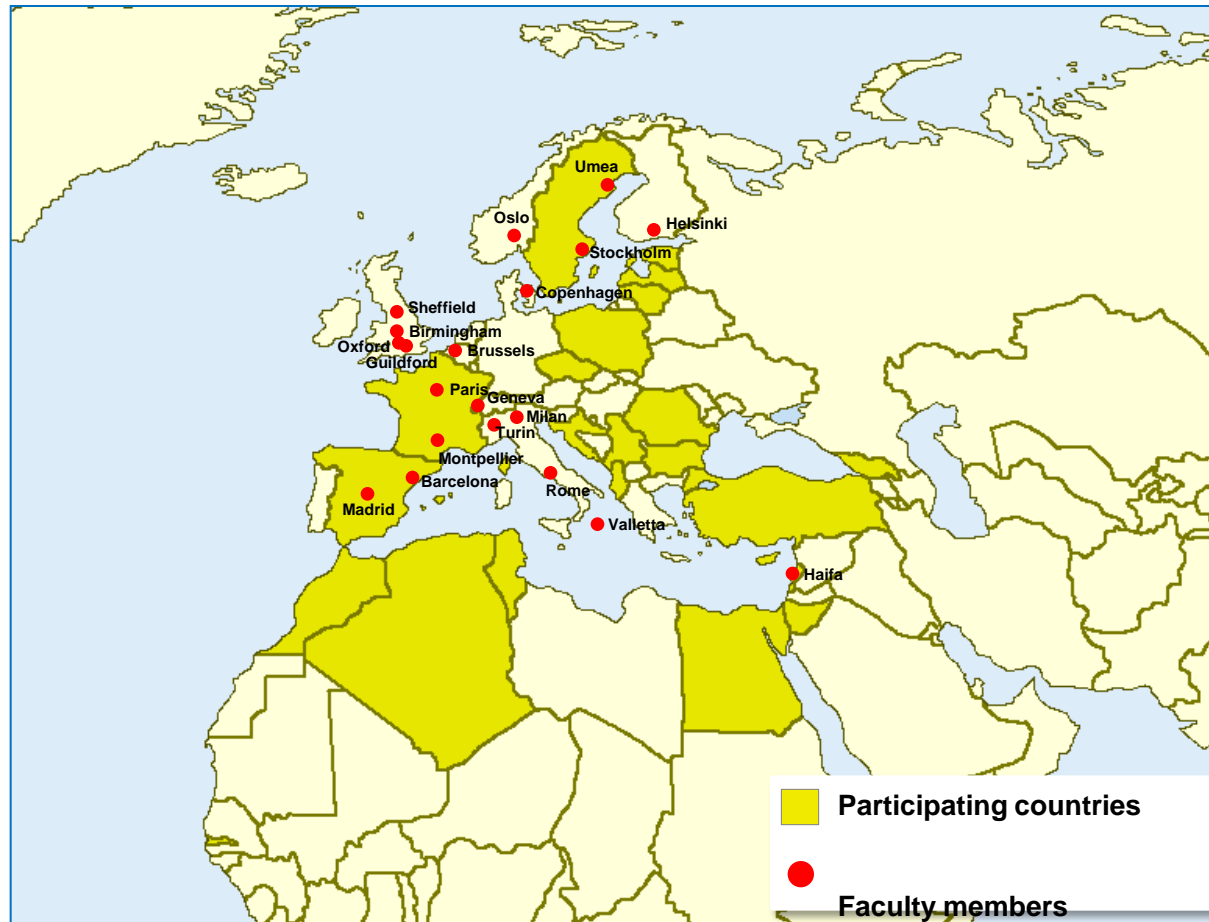 Umea
Oslo
Helsinki
Stockholm
Copenhagen
Sheffield
Birmingham
Oxford
Brussels
Guildford
Paris
Geneva
Milan
Turin
Montpellier
Barcelona
Rome
Madrid
Valletta
Haifa
Participating countries
Faculty members